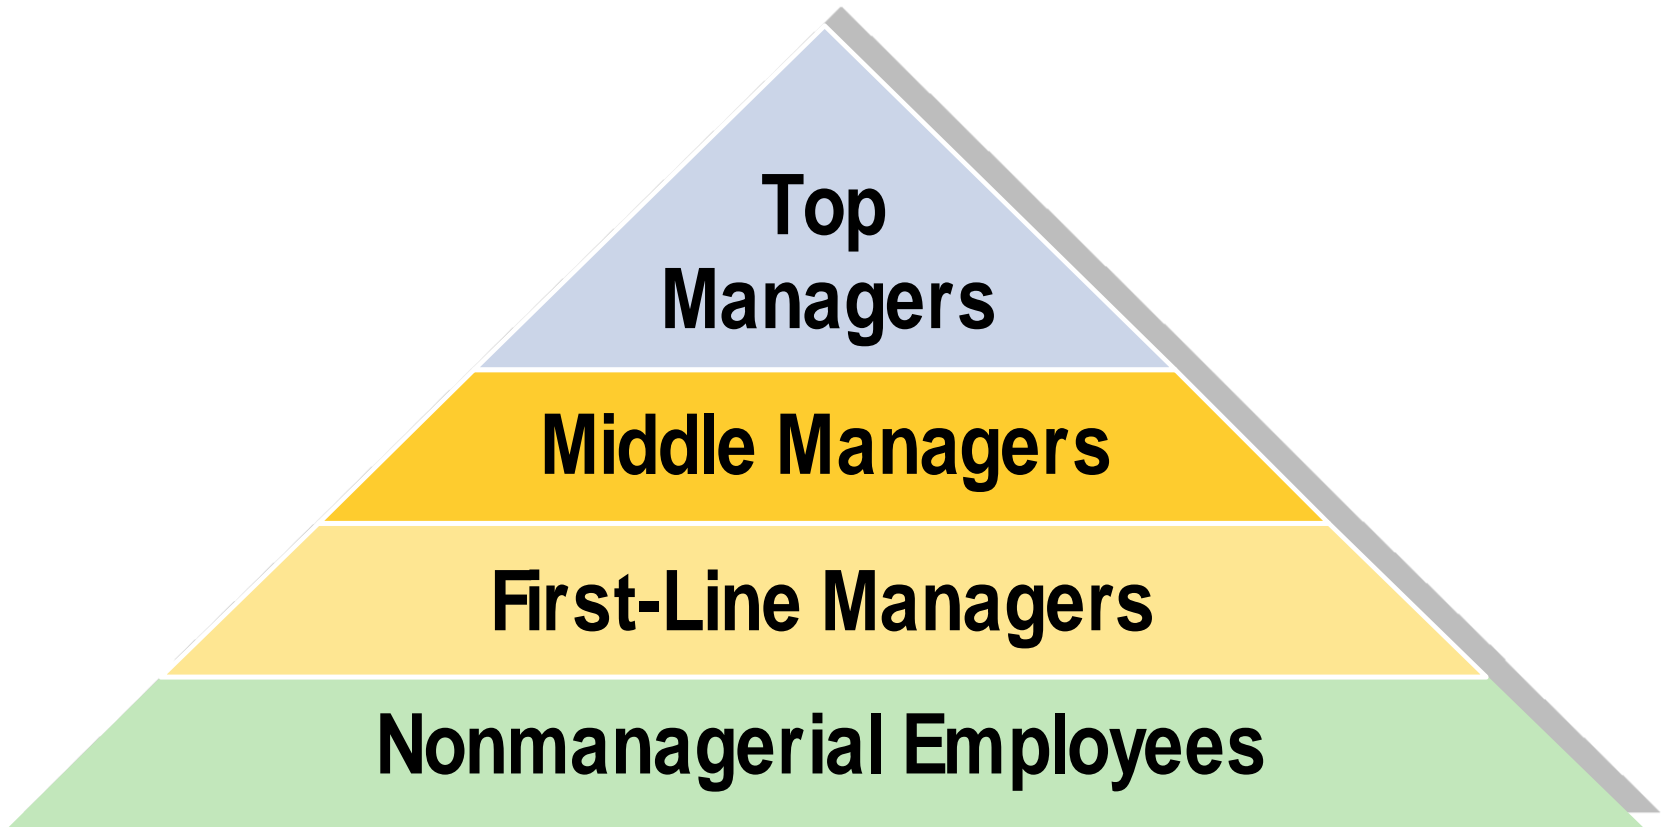 Top
Managers
Middle Managers
First-Line Managers
Nonmanagerial Employees